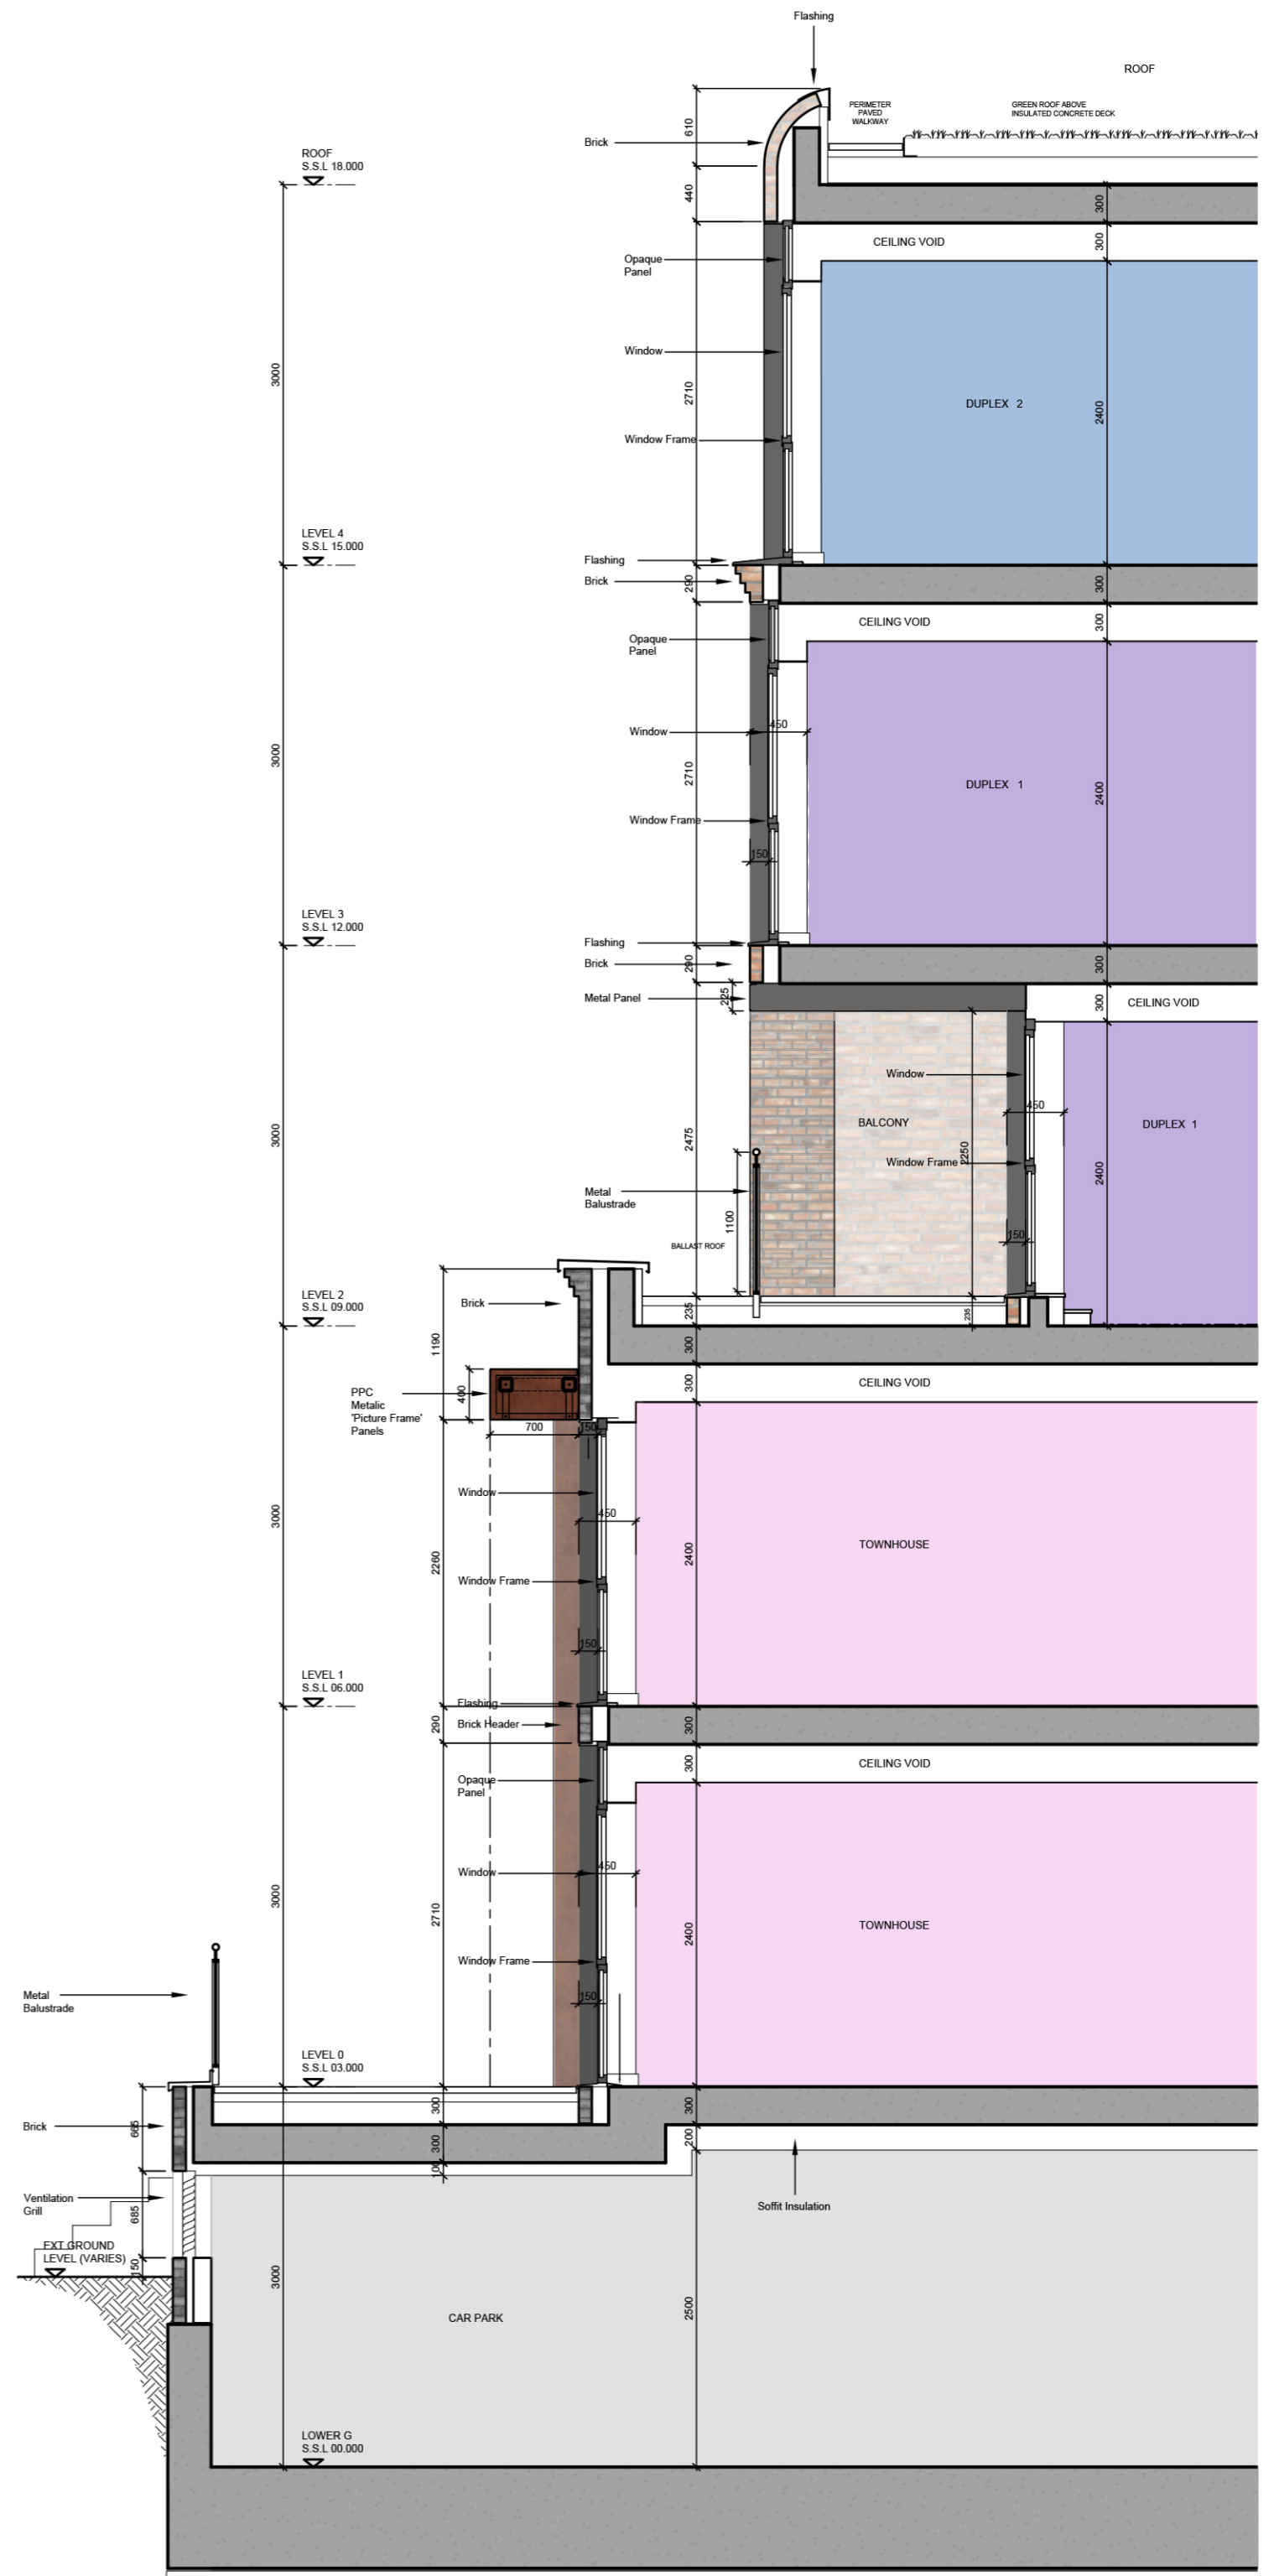 Flashing
ROOF
PERIMETER
PAVED
WALKWAY
GREEN ROOF ABOVE
INSULATED CONCRETE DECK
610
Brick
ROOF
S.S.L 18.000
440
300
CEILING VOID
300
Opaque
Panel
Window
3000
2710
DUPLEX 2
2400
Window Frame
LEVEL 4
S.S.L 15.000
Flashing
Brick
290
300
CEILING VOID
300
Opaque
Panel
Window
450
3000
2710
DUPLEX 1
2400
Window Frame
150
LEVEL 3
S.S.L 12.000
Flashing
Brick
290
300
Metal Panel
225
300
CEILING VOID
Window
450
3000
2475
BALCONY
2250
DUPLEX 1
2400
Window Frame
Metal
Balustrade
1100
150
BALLAST ROOF
LEVEL 2
S.S.L 09.000
Brick
235
235
1190
300
300
CEILING VOID
PPC
Metalic
'Picture Frame'
Panels
400
700
150
Window
450
3000
2260
TOWNHOUSE
2400
Window Frame
150
LEVEL 1
S.S.L 06.000
Flashing
Brick Header
290
300
300
CEILING VOID
Opaque
Panel
Window
450
3000
2710
TOWNHOUSE
2400
Window Frame
150
Metal
Balustrade
LEVEL 0
S.S.L 03.000
300
300
Brick
665
300
200
100
Ventilation
Grill
685
Soffit Insulation
EXT GROUND
LEVEL (VARIES)
150
3000
2500
CAR PARK
LOWER G
S.S.L 00.000